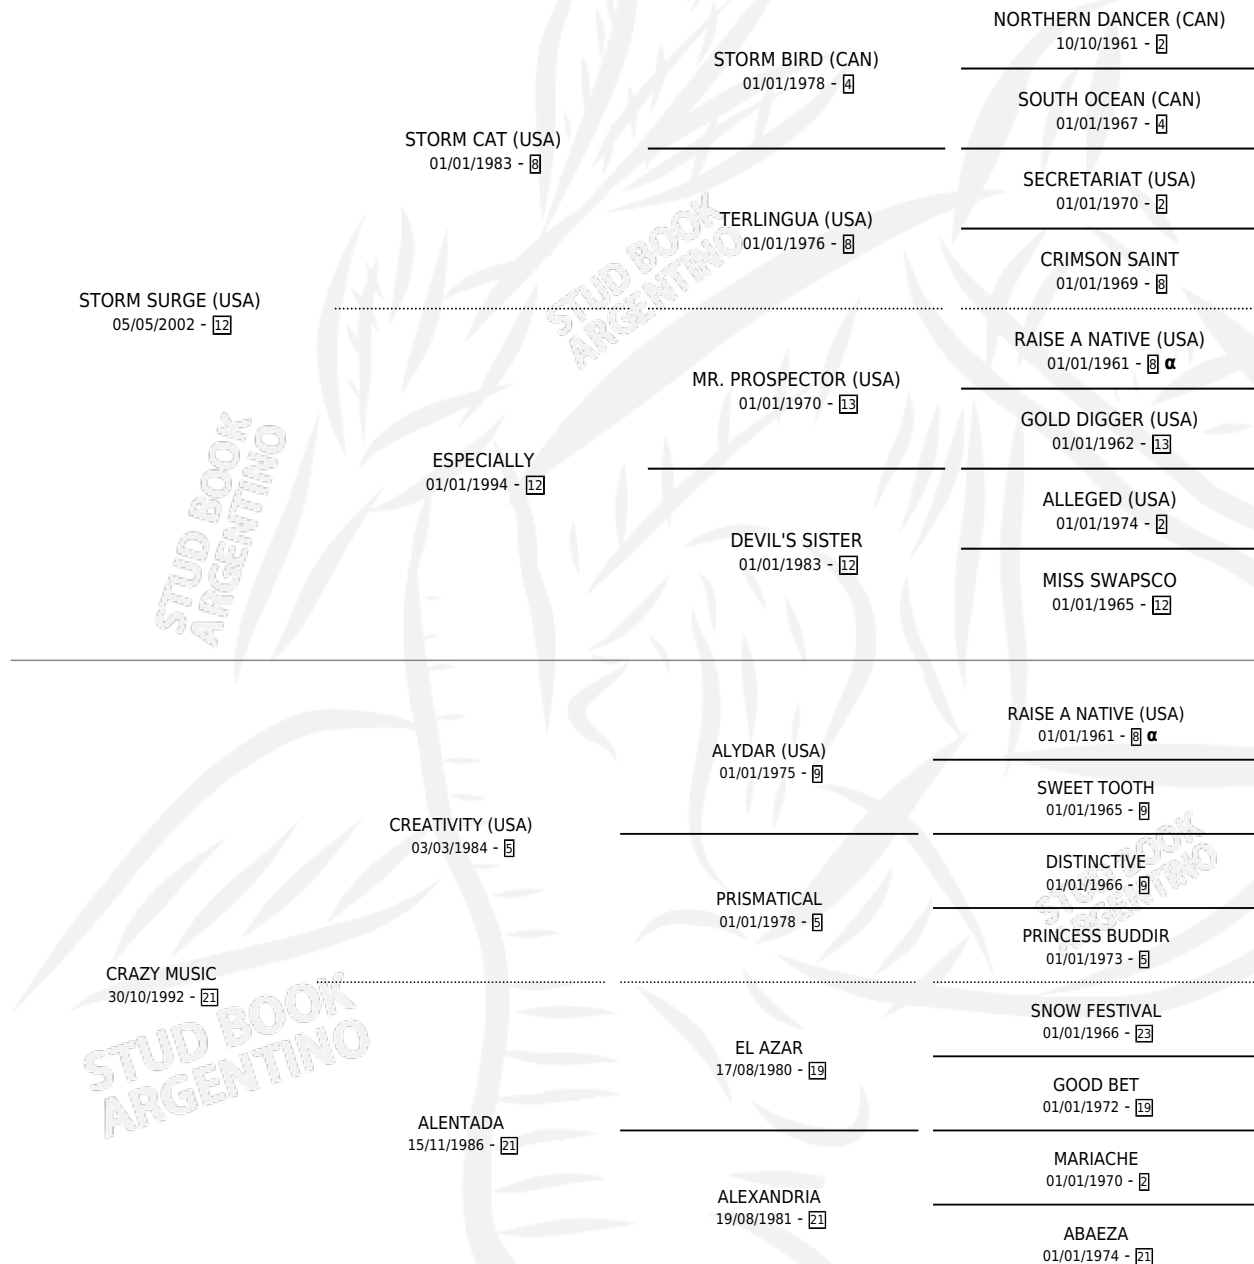 NORTHERN DANCER (CAN)
10/10/1961 - 2
STORM BIRD (CAN)
01/01/1978 - 4
SOUTH OCEAN (CAN)
01/01/1967 - 4
STORM CAT (USA)
01/01/1983 - 8
SECRETARIAT (USA)
01/01/1970 - 2
TERLINGUA (USA)
01/01/1976 - 8
CRIMSON SAINT
01/01/1969 - 8
STORM SURGE (USA)
05/05/2002 - 12
RAISE A NATIVE (USA)
01/01/1961 - 8 α
MR. PROSPECTOR (USA)
01/01/1970 - 13
GOLD DIGGER (USA)
01/01/1962 - 13
ESPECIALLY
01/01/1994 - 12
ALLEGED (USA)
01/01/1974 - 2
DEVIL'S SISTER
01/01/1983 - 12
MISS SWAPSCO
01/01/1965 - 12
RAISE A NATIVE (USA)
01/01/1961 - 8 α
ALYDAR (USA)
01/01/1975 - 9
SWEET TOOTH
01/01/1965 - 9
CREATIVITY (USA)
03/03/1984 - 5
DISTINCTIVE
01/01/1966 - 9
PRISMATICAL
01/01/1978 - 5
PRINCESS BUDDIR
01/01/1973 - 5
CRAZY MUSIC
30/10/1992 - 21
SNOW FESTIVAL
01/01/1966 - 23
EL AZAR
17/08/1980 - 19
GOOD BET
01/01/1972 - 19
ALENTADA
15/11/1986 - 21
MARIACHE
01/01/1970 - 2
ALEXANDRIA
19/08/1981 - 21
ABAEZA
01/01/1974 - 21
STUD BOOK
ARGENTINO
STUD BOOK
ARGENTINO
STUD BOOK
ARGENTINO
STUD BOOK
ARGENTINO